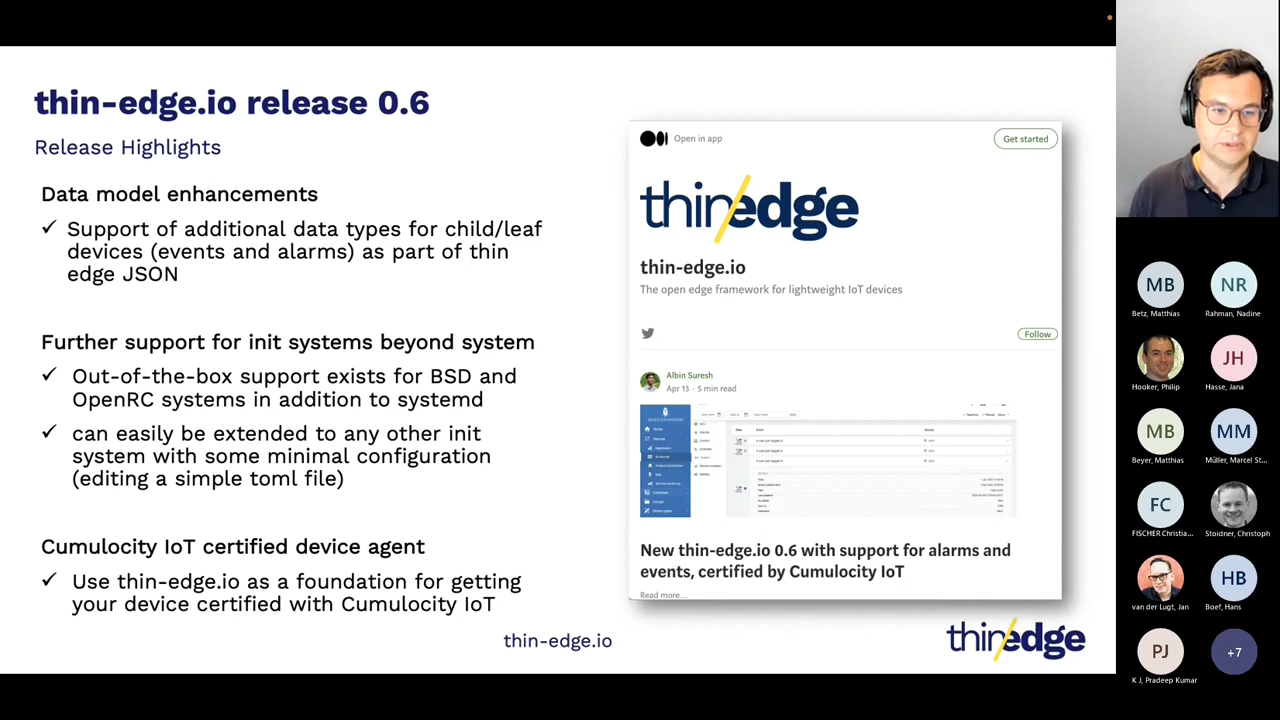 thin-edge.io release 0.6
Release Highlights
Data model enhancements
✓ Support of additional data types for child/leaf
devices (events and alarms) as part of thin
edge JSON
Further support for init systems beyond system
✓ Out-of-the-box support exists for BSD and
OpenRC systems in addition to systemd
✓ can easily be extended to any other init
system with some minimal configuration
(editing a simple toml file)
Cumulocity IoT certified device agent
✓ Use thin-edge.io as a foundation for getting
your device certified with Cumulocity IoT
thin-edge.io
Open in app
Get started
thin/edge
thin-edge.io
The open edge framework for lightweight IoT devices
Follow
Albin Suresh
Apr 13 · 5 min read
New thin-edge.io 0.6 with support for alarms and
events, certified by Cumulocity IoT
Read more...
thin/edge
MB
NR
Betz, Matthias
Rahman, Nadine
JH
Hooker, Philip
Hasse, Jana
MB
MM
Beyer, Matthias
Müller, Marcel St...
FC
FISCHER Christia...
Stoidner, Christoph
HB
van der Lugt, Jan
Boef, Hans
PJ
+7
K J, Pradeep Kumar